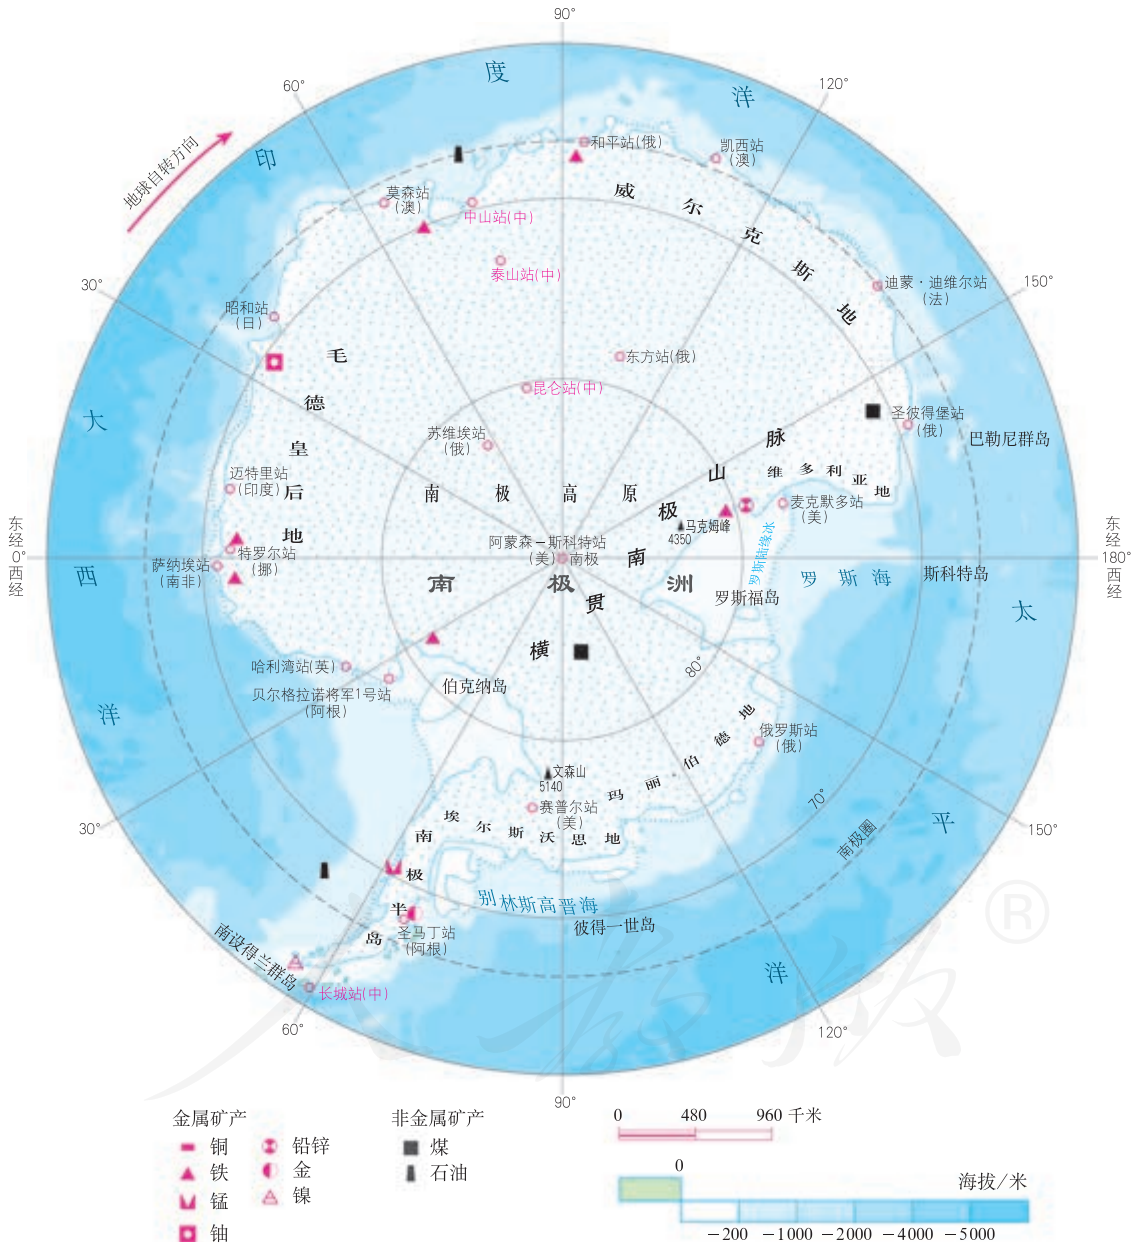 90°
60°
120°
30°
150°
度
洋
印
大
西
洋
太
平
洋
地球自转方向
和平站(俄)
凯西站
(澳)
莫森站
(澳)
中山站(中)
泰山站(中)
威尔克斯地
迪蒙·迪维尔站
(法)
昭和站
(日)
毛德皇后地
东方站(俄)
昆仑站(中)
苏维埃站
(俄)
圣彼得堡站
(俄)
巴勒尼群岛
迈特里站
(印度)
南极高原
横贯南极山脉
维多利亚地
麦克默多站
(美)
马克姆峰
4350
罗斯陆缘冰
特罗尔站
(挪)
萨纳埃站
(南非)
阿蒙森－斯科特站
(美)
南极
东经
0°
西经
东经
180°
西经
南极洲
罗斯福岛
罗斯海
斯科特岛
哈利湾站(英)
贝尔格拉诺将军1号站
(阿根)
伯克纳岛
80°
70°
南极圈
俄罗斯站
(俄)
玛丽·伯德地
文森山
5140
赛普尔站
(美)
埃尔斯沃思地
南极半岛
别林斯高晋海
彼得一世岛
圣马丁站
(阿根)
南设得兰群岛
长城站(中)
30°
150°
60°
120°
90°
人教版
®
金属矿产
铜
铁
锰
铀
铅锌
金
镍
非金属矿产
煤
石油
0 480 960 千米
0
海拔/米
－200 －1000 －2000 －4000 －5000